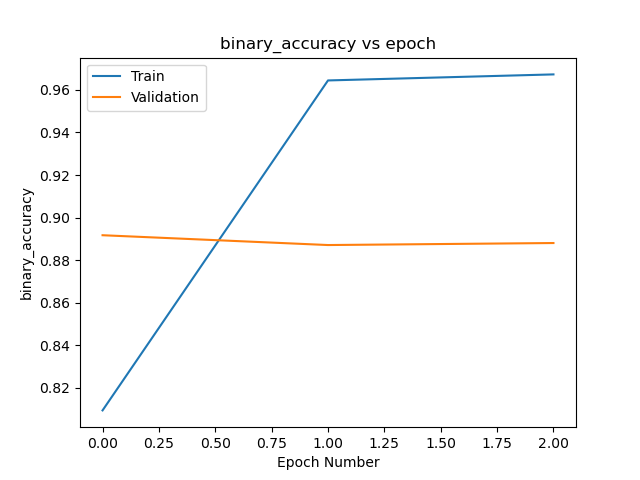 binary_accuracy vs epoch
Train
Validation
0.96
0.94
0.92
0.90
0.88
0.86
0.84
0.82
binary_accuracy
0.00 0.25 0.50 0.75 1.00 1.25 1.50 1.75 2.00
Epoch Number